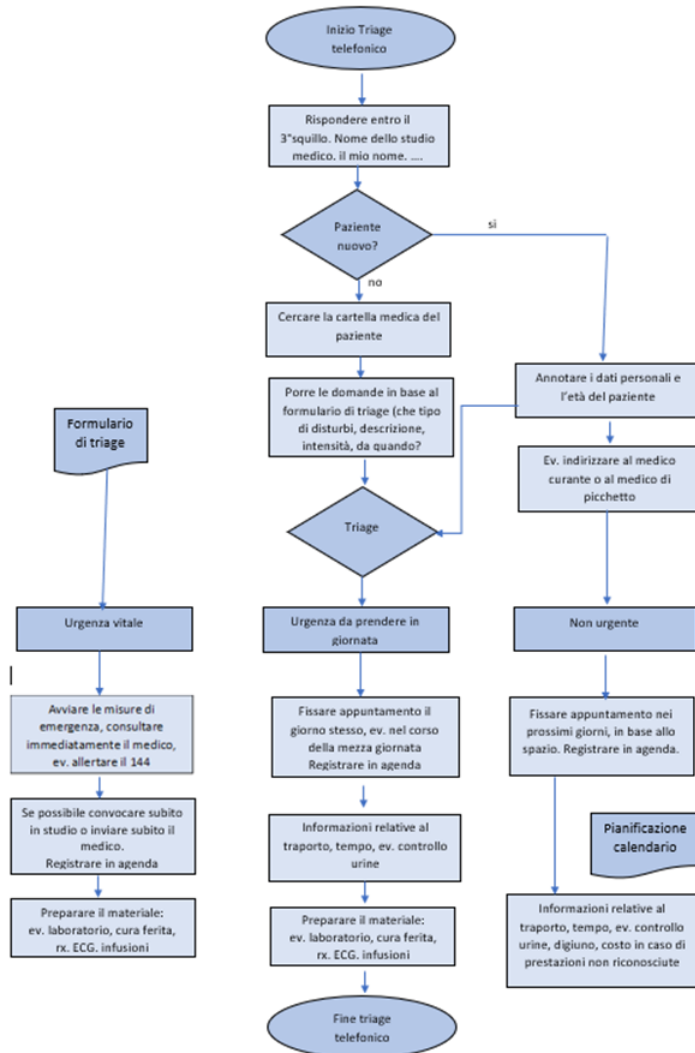 Inizio Triage
telefonico
Rispondere entro il
3°squillo. Nome dello studio
medico. il mio nome. ....
Paziente
nuovo?
si
no
Cercare la cartella medica del
paziente
Annotare i dati personali e
l'età del paziente
Porre le domande in base al
formulario di triage (che tipo
di disturbi, descrizione,
intensità, da quando?
Formulario
di triage
Ev. indirizzare al medico
curante o al medico di
picchetto
Triage
Urgenza vitale
Urgenza da prendere in
giornata
Non urgente
Avviare le misure di
emergenza, consultare
immediatamente il medico,
ev. allertare il 144
Fissare appuntamento il
giorno stesso, ev. nel corso
della mezza giornata
Registrare in agenda
Fissare appuntamento nei
prossimi giorni, in base allo
spazio. Registrare in agenda.
Se possibile convocare subito
in studio o inviare subito il
medico.
Registrare in agenda
Informazioni relative al
traporto, tempo, ev. controllo
urine
Pianificazione
calendario
Preparare il materiale:
ev. laboratorio, cura ferita,
rx. ECG. infusioni
Preparare il materiale:
ev. laboratorio, cura ferita,
rx. ECG. infusioni
Informazioni relative al
traporto, tempo, ev. controllo
urine, digiuno, costo in caso di
prestazioni non riconosciute
Fine triage
telefonico